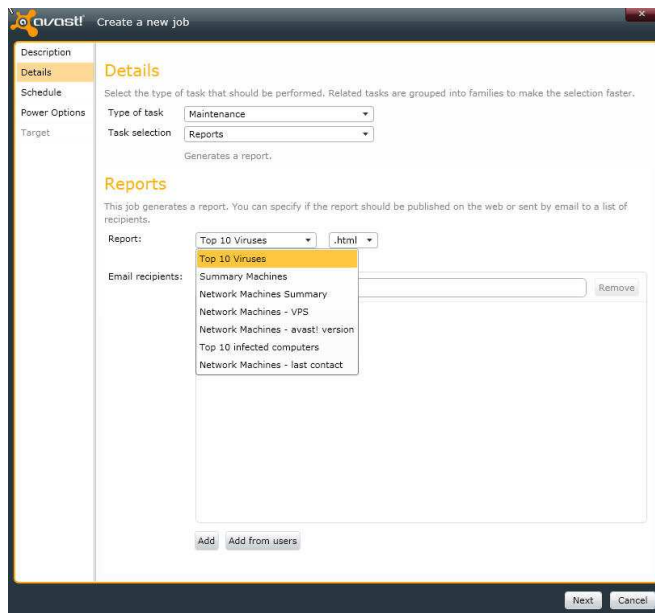 avast! Create a new job
Description
Details
Schedule
Power Options
Target
Details
Select the type of task that should be performed. Related tasks are grouped into families to make the selection faster.
Type of task Maintenance
Task selection Reports
Generates a report.
Reports
This job generates a report. You can specify if the report should be published on the web or sent by email to a list of
recipients.
Report: Top 10 Viruses .html
Top 10 Viruses
Email recipients: Summary Machines
Remove
Network Machines Summary
Network Machines - VPS
Network Machines - avast! version
Top 10 infected computers
Network Machines - last contact
Add Add from users
Next Cancel